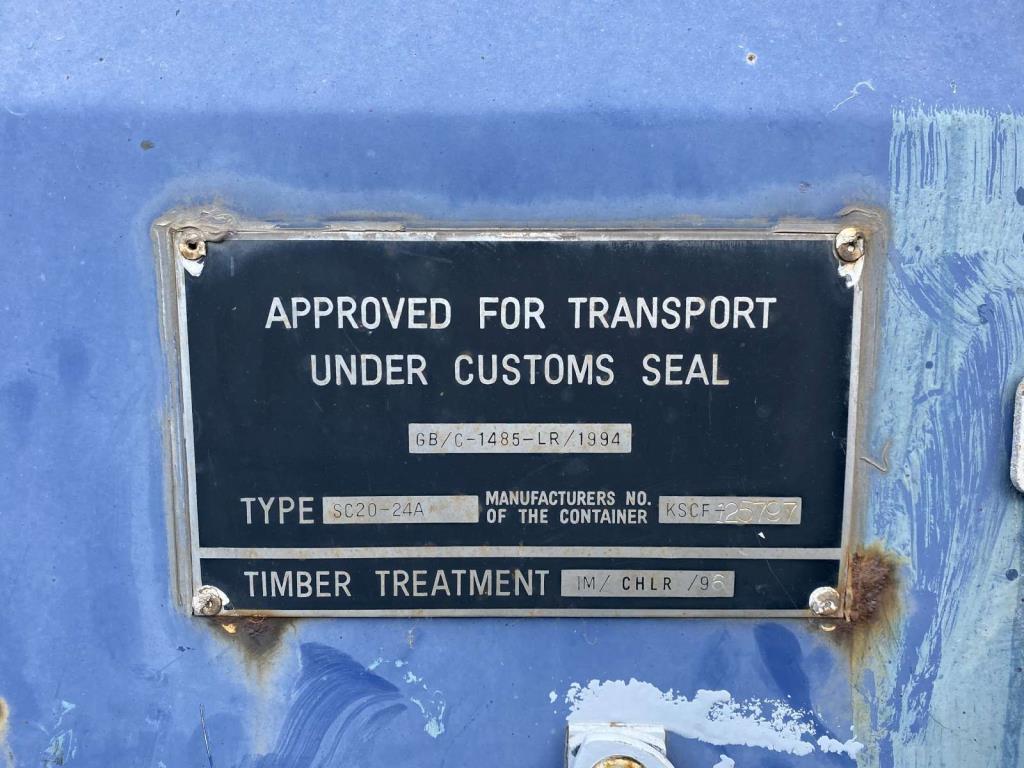 APPROVED FOR TRANSPORT
UNDER CUSTOMS SEAL
GB/C-1485-LR/1994
TYPE SC20-24A MANUFACTURERS NO. OF THE CONTAINER KSCF-125797
TIMBER TREATMENT IM/ CHLR /96